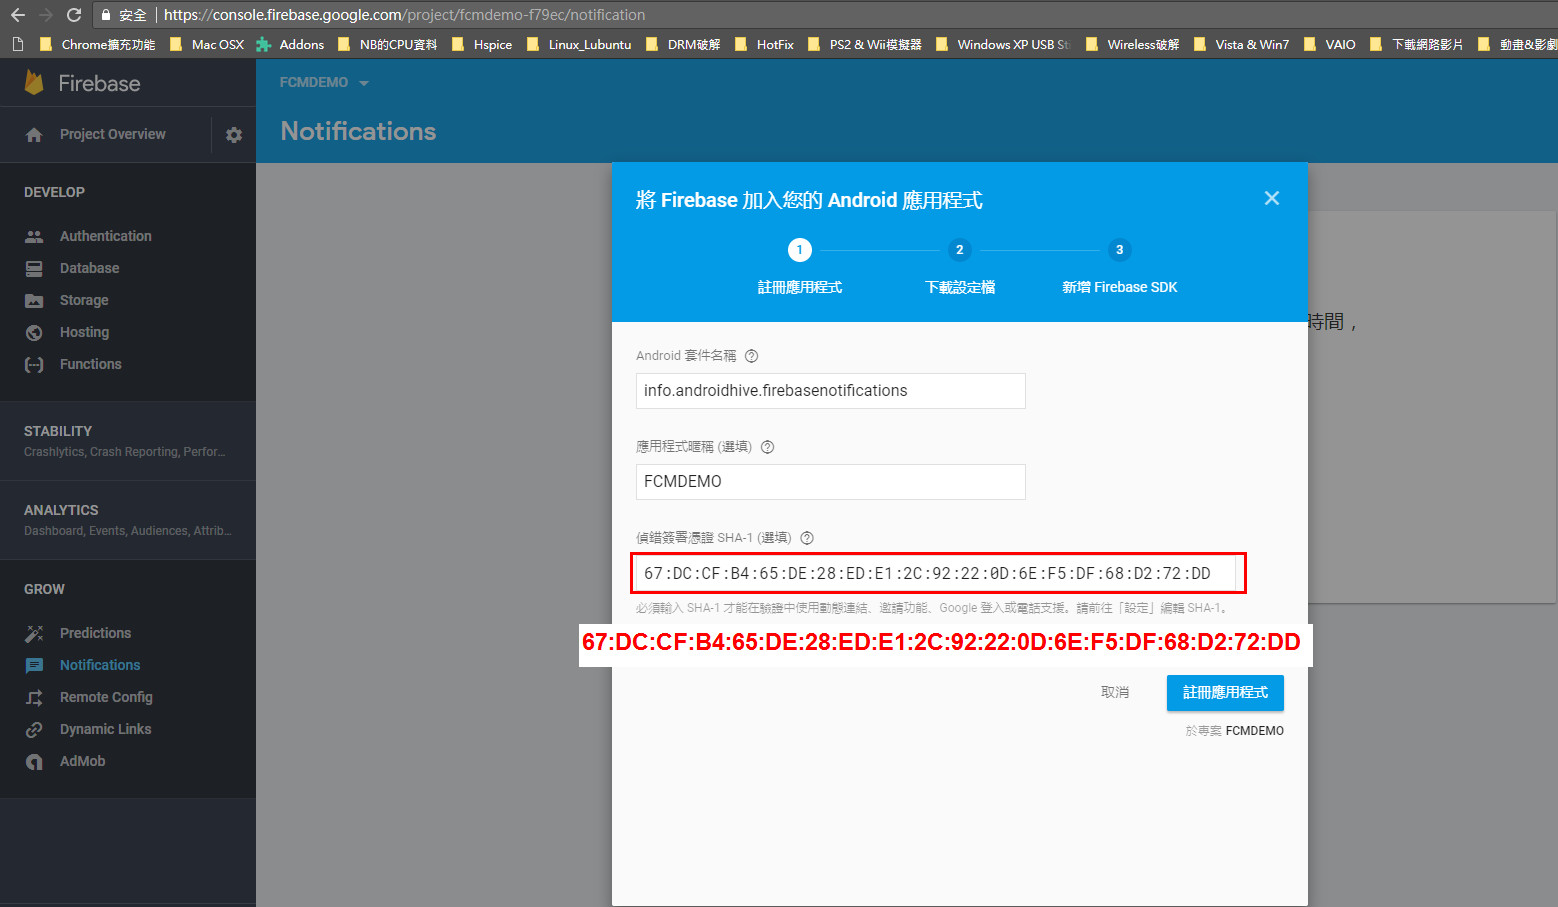 安全 | https://console.firebase.google.com/project/fcmdemo-f79ec/notification
Chrome擴充功能 Mac OSX Addons NB的CPU資料 Hspice Linux_Lubuntu DRM破解 HotFix PS2 & Wii模擬器 Windows XP USB St Wireless破解 Vista & Win7 VAIO 下載網路影片 動畫&影劇
Firebase
FCMDEMO
Project Overview
Notifications
DEVELOP
Authentication
Database
Storage
Hosting
Functions
STABILITY
Crashlytics, Crash Reporting, Perfor...
ANALYTICS
Dashboard, Events, Audiences, Attrib...
GROW
Predictions
Notifications
Remote Config
Dynamic Links
AdMob
將 Firebase 加入您的 Android 應用程式
1 2 3
註冊應用程式 下載設定檔 新增 Firebase SDK
時間，
Android 套件名稱
info.androidhive.firebasenotifications
應用程式暱稱 (選填)
FCMDEMO
偵錯簽署憑證 SHA-1 (選填)
67:DC:CF:B4:65:DE:28:ED:E1:2C:92:22:0D:6E:F5:DF:68:D2:72:DD
必須輸入 SHA-1 才能在驗證中使用動態連結、邀請功能、Google 登入或電話支援。請前往「設定」編輯 SHA-1。
67:DC:CF:B4:65:DE:28:ED:E1:2C:92:22:0D:6E:F5:DF:68:D2:72:DD
取消 註冊應用程式
於專案 FCMDEMO